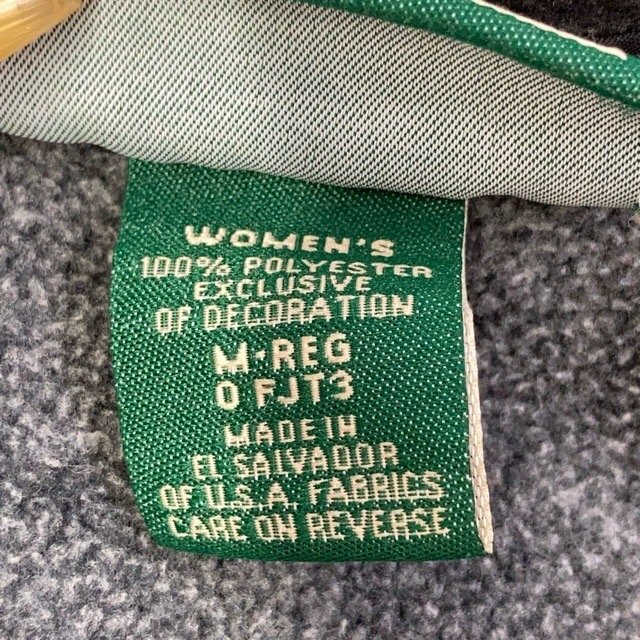 WOMEN'S
100% POLYESTER
EXCLUSIVE
OF DECORATION
M·REG
0 FJT3
MADE IN
EL SALVADOR
OF U.S.A. FABRICS
CARE ON REVERSE